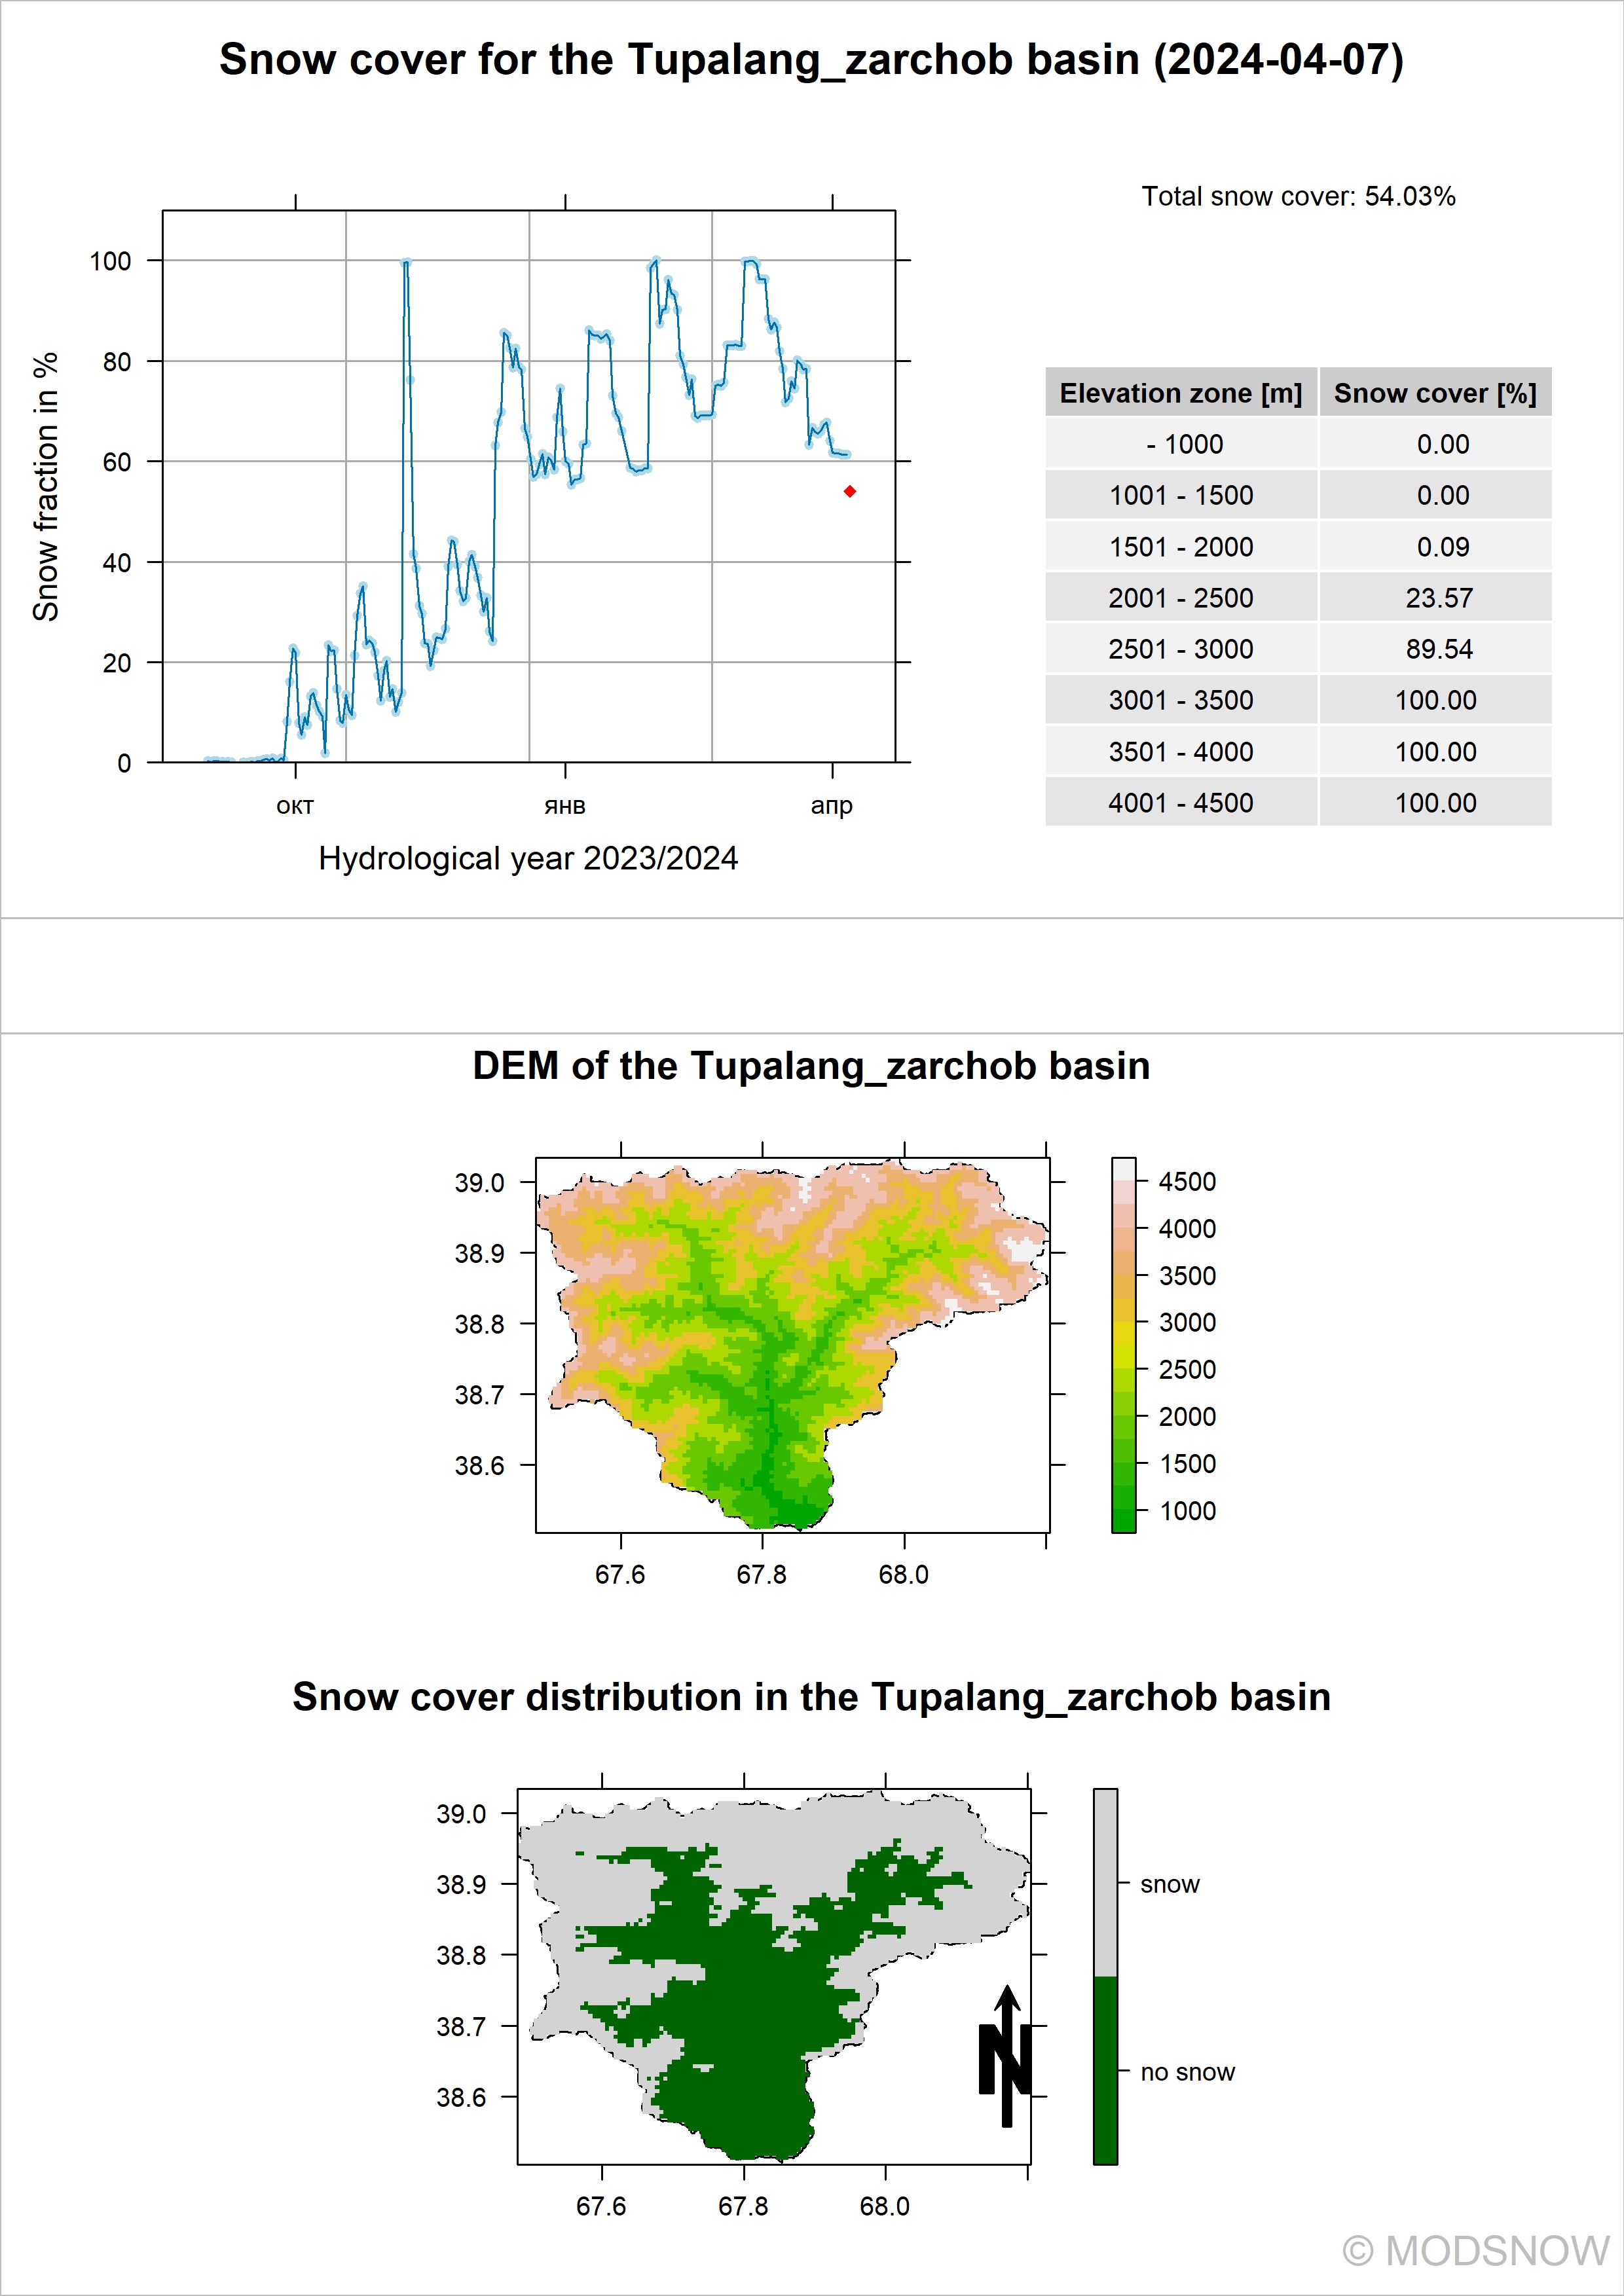 Snow cover for the Tupalang_zarchob basin (2024-04-07)
Total snow cover: 54.03%
Snow fraction in %
100
80
60
40
20
0
окт янв апр
Hydrological year 2023/2024
Elevation zone [m] Snow cover [%]
- 1000 0.00
1001 - 1500 0.00
1501 - 2000 0.09
2001 - 2500 23.57
2501 - 3000 89.54
3001 - 3500 100.00
3501 - 4000 100.00
4001 - 4500 100.00
DEM of the Tupalang_zarchob basin
39.0
38.9
38.8
38.7
38.6
67.6 67.8 68.0
4500
4000
3500
3000
2500
2000
1500
1000
Snow cover distribution in the Tupalang_zarchob basin
39.0
38.9
38.8
38.7
38.6
67.6 67.8 68.0
N
snow
no snow
© MODSNOW